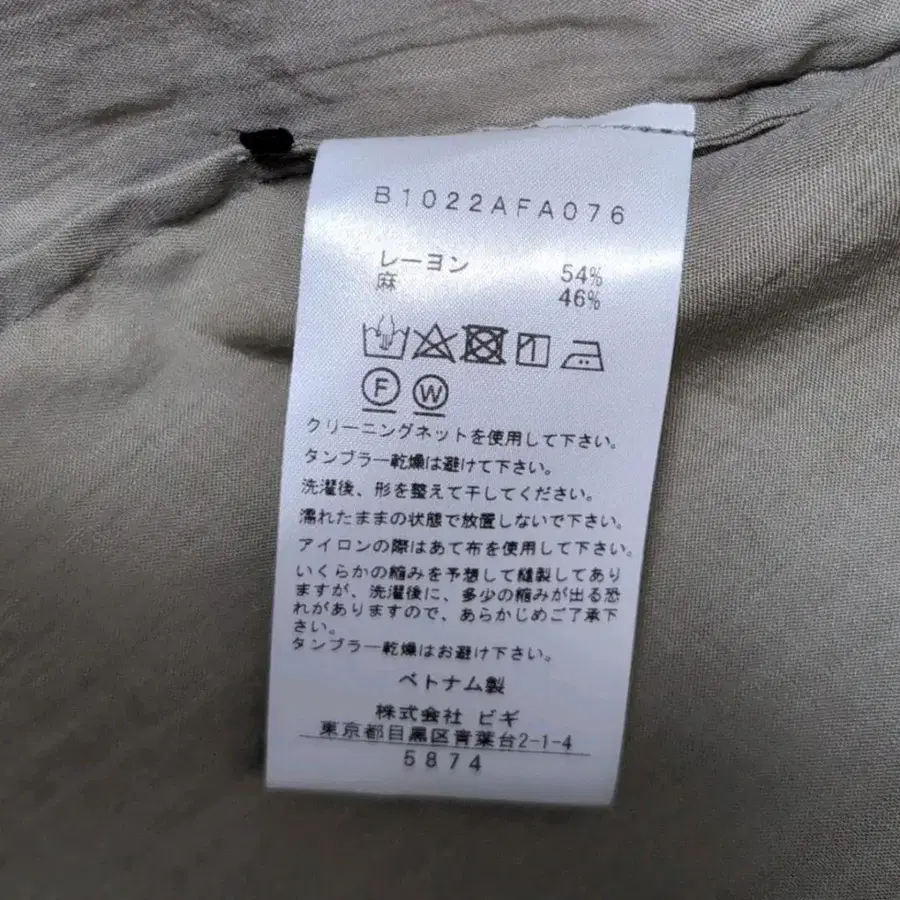 B1022AFA076
レーヨン 54%
麻 46%
F W
クリーニングネットを使用して下さい。
タンブラー乾燥は避けて下さい。
洗濯後、形を整えて干してください。
濡れたままの状態で放置しないで下さい。
アイロンの際はあて布を使用して下さい。
いくらかの縮みを予想して縫製してあり
ますが、洗濯後に、多少の縮みが出る恐
れがありますので、あらかじめご了承下
さい。
タンブラー乾燥はお避け下さい。
ベトナム製
株式会社 ビギ
東京都目黒区青葉台2-1-4
5874